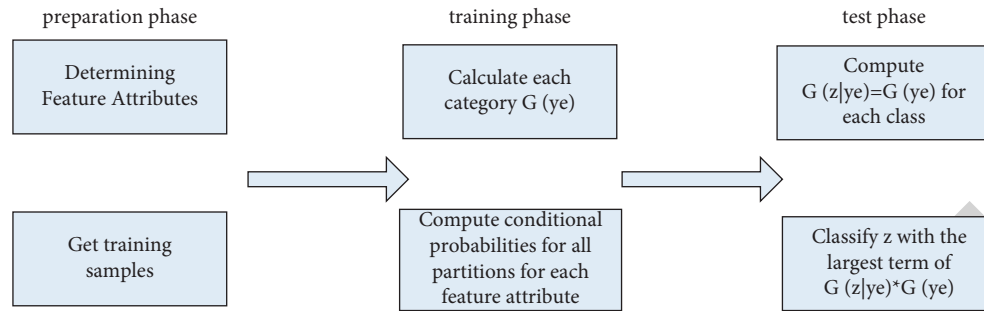 preparation phase
Determining
Feature Attributes
Get training
samples
training phase
Calculate each
category G (ye)
Compute conditional
probabilities for all
partitions for each
feature attribute
test phase
Compute
G (z|ye)=G (ye) for
each class
Classify z with the
largest term of
G (z|ye)*G (ye)